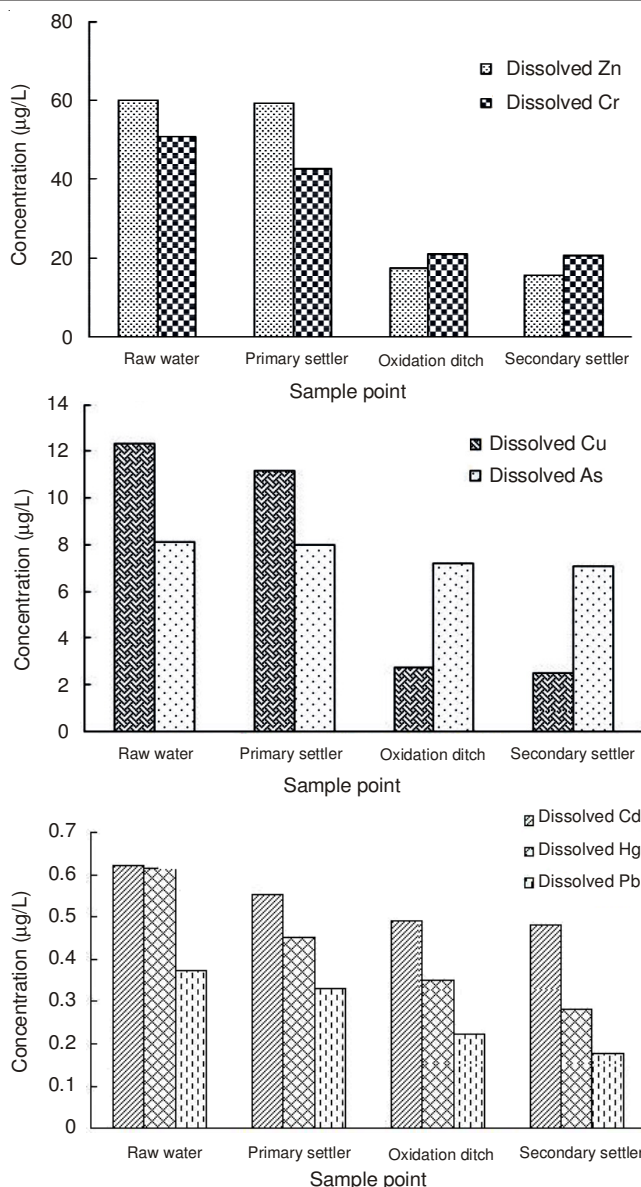 80
60
40
20
0
Concentration (µg/L)
Dissolved Zn
Dissolved Cr
Raw water Primary settler Oxidation ditch Secondary settler
Sample point
14
12
10
8
6
4
2
0
Concentration (µg/L)
Dissolved Cu
Dissolved As
Raw water Primary settler Oxidation ditch Secondary settler
Sample point
0.7
0.6
0.5
0.4
0.3
0.2
0.1
0
Concentration (µg/L)
Dissolved Cd
Dissolved Hg
Dissolved Pb
Raw water Primary settler Oxidation ditch Secondary settler
Sample point